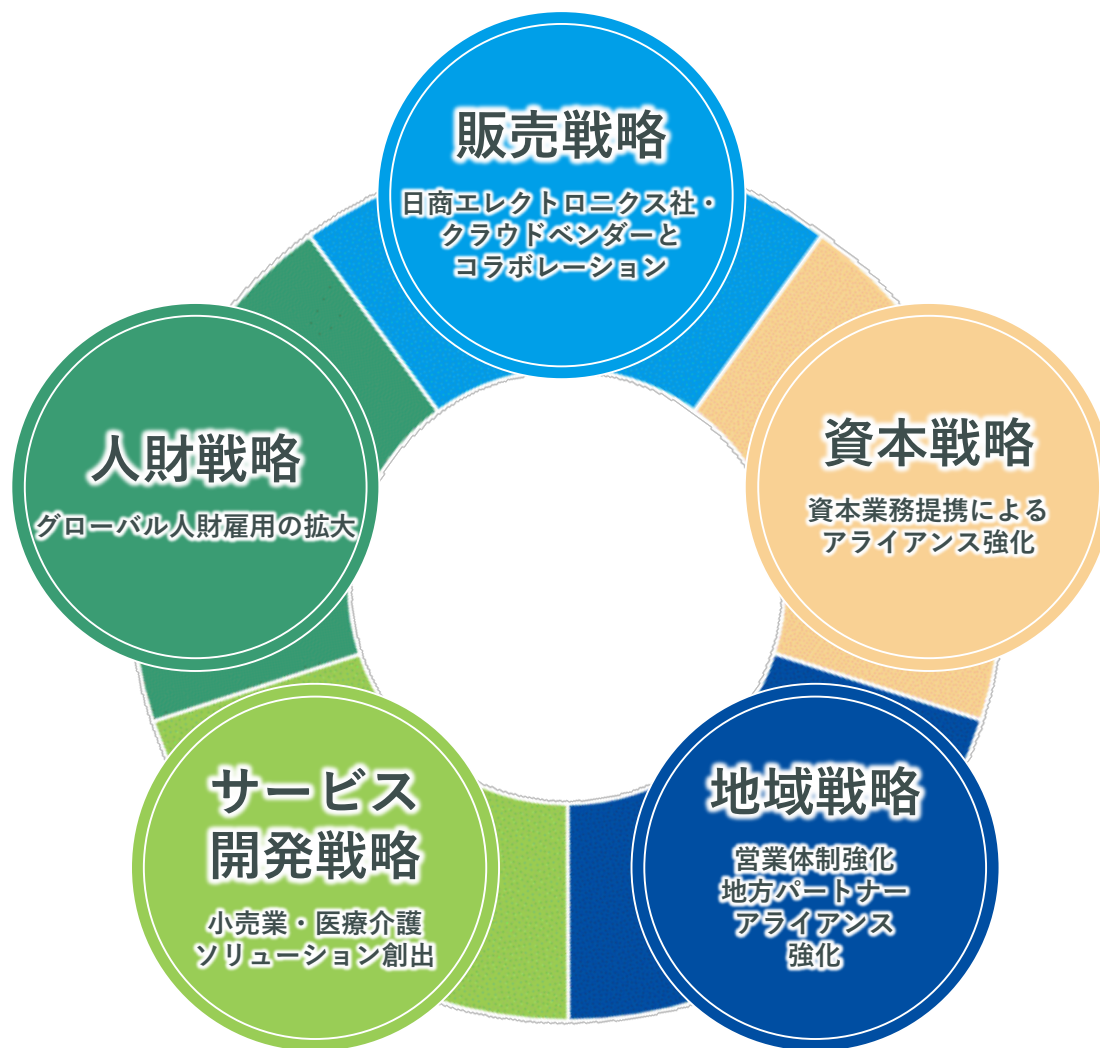 販売戦略
日商エレクトロニクス社・
クラウドベンダーと
コラボレーション
資本戦略
資本業務提携による
アライアンス強化
地域戦略
営業体制強化
地方パートナー
アライアンス
強化
サービス
開発戦略
小売業・医療介護
ソリューション創出
人財戦略
グローバル人財雇用の拡大